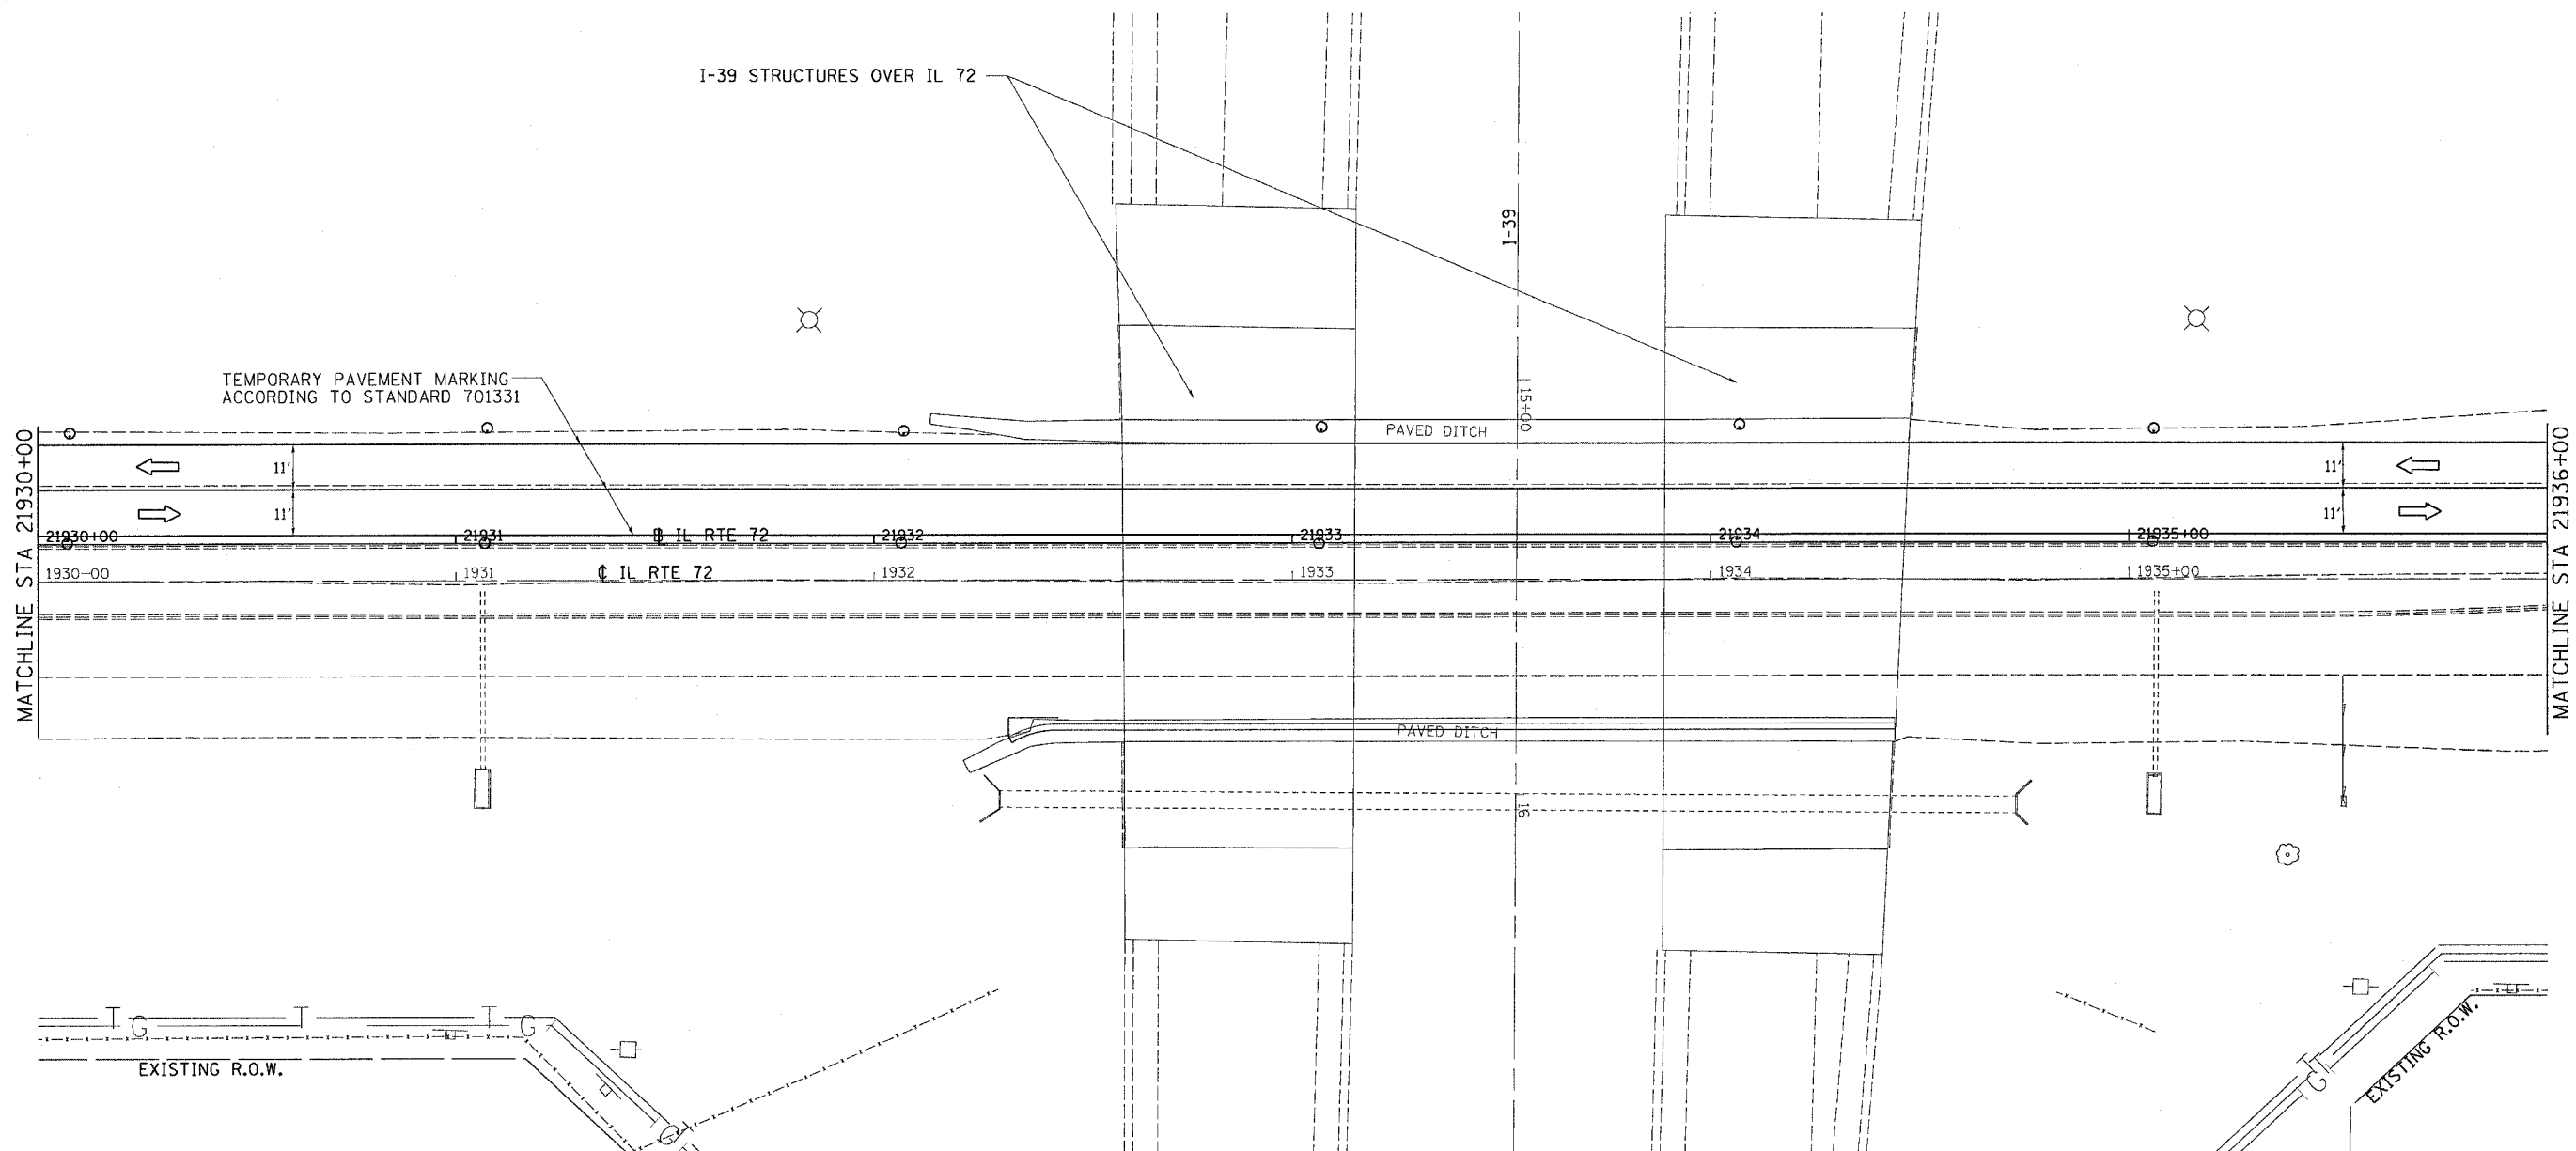 I-39 STRUCTURES OVER IL 72
I-39
TEMPORARY PAVEMENT MARKING
ACCORDING TO STANDARD 701331
15+00
PAVED DITCH
MATCHLINE STA 21930+00
MATCHLINE STA 21936+00
11'
11'
11'
11'
21930+00
21931
℄ IL RTE 72
21932
21933
21934
21935+00
1930+00
1931
℄ IL RTE 72
1932
1933
1934
1935+00
PAVED DITCH
16
T
G
T
T
G
EXISTING R.O.W.
G
T
T
G
EXISTING R.O.W.